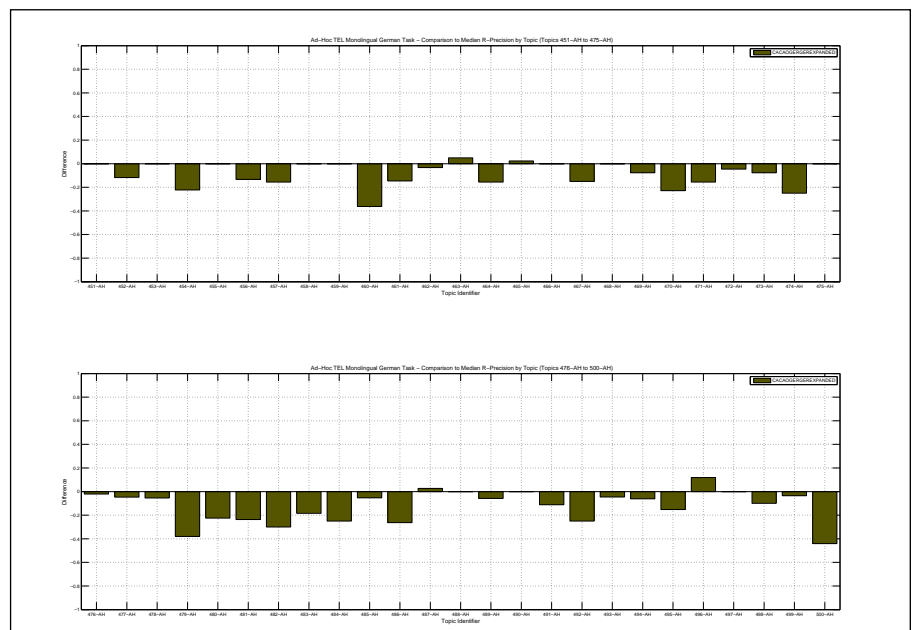 Ad−Hoc TEL Monolingual German Task − Comparison to Median R−Precision by Topic (Topics 451−AH to 475−AH)
CACAOGERGEREXPANDED
1
0.8
0.6
0.4
0.2
0
−0.2
−0.4
−0.6
−0.8
−1
Difference
451−AH 452−AH 453−AH 454−AH 455−AH 456−AH 457−AH 458−AH 459−AH 460−AH 461−AH 462−AH 463−AH 464−AH 465−AH 466−AH 467−AH 468−AH 469−AH 470−AH 471−AH 472−AH 473−AH 474−AH 475−AH
Topic Identifier
Ad−Hoc TEL Monolingual German Task − Comparison to Median R−Precision by Topic (Topics 476−AH to 500−AH)
CACAOGERGEREXPANDED
1
0.8
0.6
0.4
0.2
0
−0.2
−0.4
−0.6
−0.8
−1
Difference
476−AH 477−AH 478−AH 479−AH 480−AH 481−AH 482−AH 483−AH 484−AH 485−AH 486−AH 487−AH 488−AH 489−AH 490−AH 491−AH 492−AH 493−AH 494−AH 495−AH 496−AH 497−AH 498−AH 499−AH 500−AH
Topic Identifier